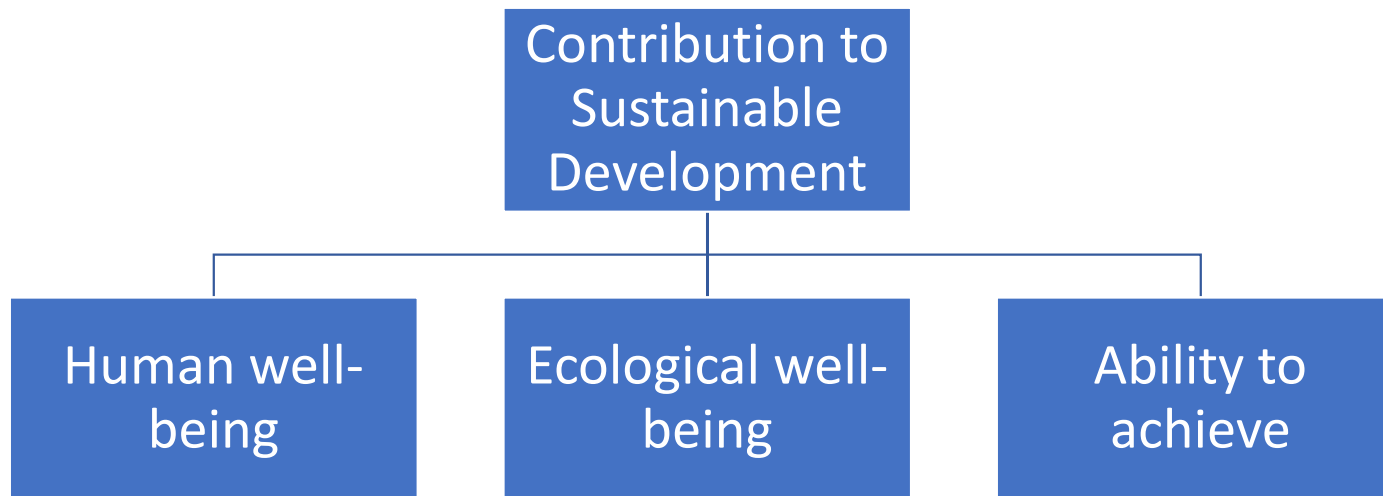 Contribution to
Sustainable
Development
Human well-
being
Ecological well-
being
Ability to
achieve